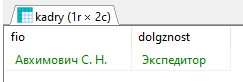 kadry (1r × 2c)
fio dolgznost
Авхимович С. Н. Экспедитор